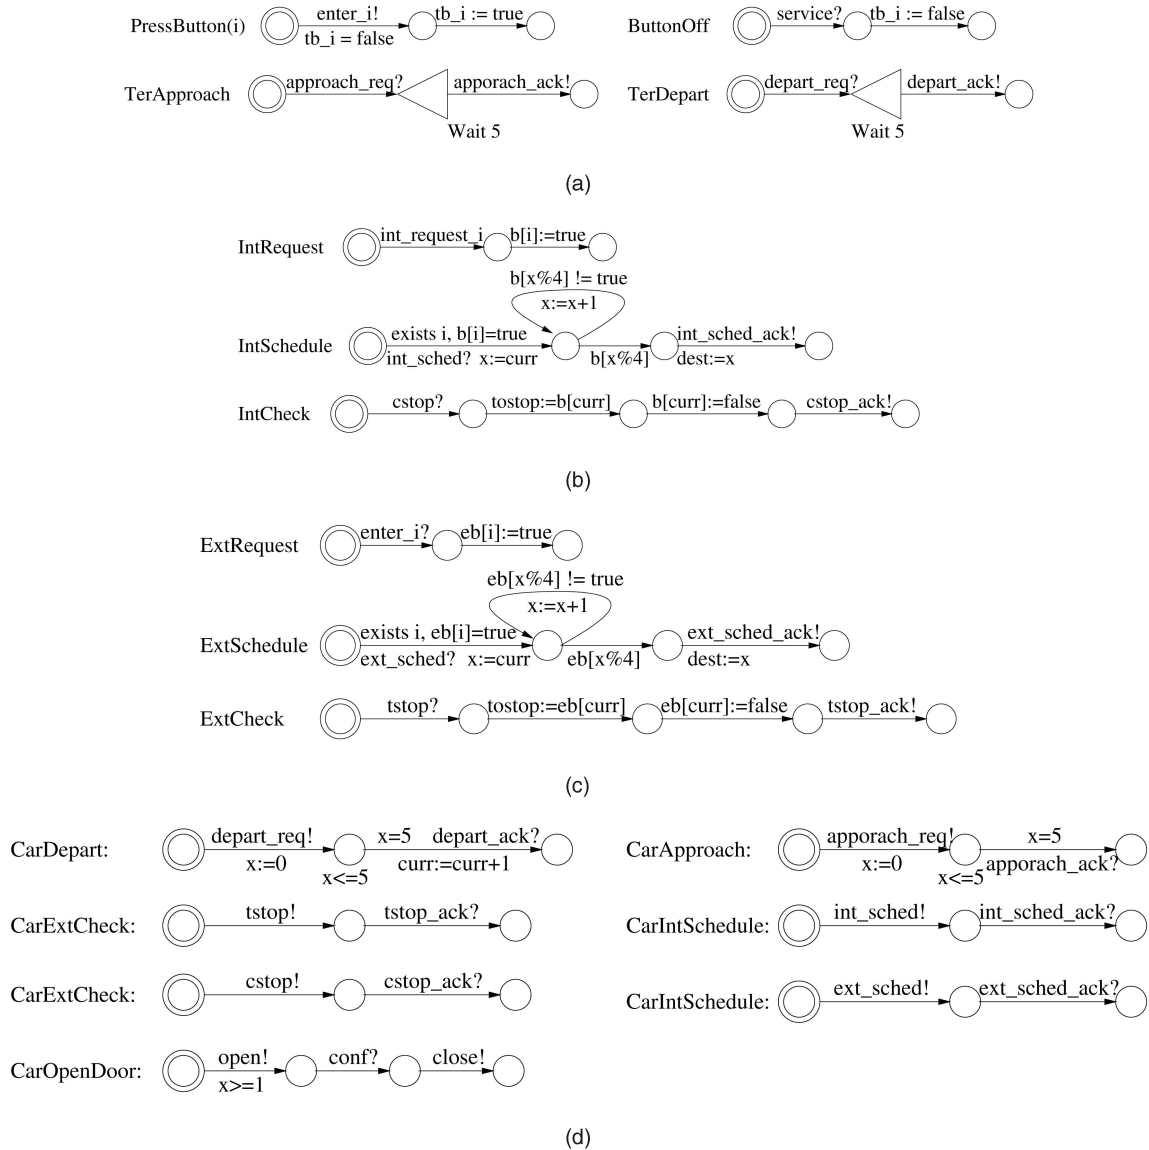 PressButton(i) enter_i! tb_i := true
tb_i = false
ButtonOff service? tb_i := false
TerApproach approach_req? apporach_ack!
Wait 5
TerDepart depart_req? depart_ack!
Wait 5
(a)
IntRequest int_request_i b[i]:=true
b[x%4] != true
x:=x+1
IntSchedule exists i, b[i]=true int_sched_ack!
int_sched? x:=curr b[x%4] dest:=x
IntCheck cstop? tostop:=b[curr] b[curr]:=false cstop_ack!
(b)
ExtRequest enter_i? eb[i]:=true
eb[x%4] != true
x:=x+1
ExtSchedule exists i, eb[i]=true ext_sched_ack!
ext_sched? x:=curr eb[x%4] dest:=x
ExtCheck tstop? tostop:=eb[curr] eb[curr]:=false tstop_ack!
(c)
CarDepart: depart_req! x=5 depart_ack?
x:=0 x<=5 curr:=curr+1
CarApproach: apporach_req! x=5
x:=0 x<=5 apporach_ack?
CarExtCheck: tstop! tstop_ack?
CarIntSchedule: int_sched! int_sched_ack?
CarExtCheck: cstop! cstop_ack?
CarIntSchedule: ext_sched! ext_sched_ack?
CarOpenDoor: open! conf? close!
x>=1
(d)